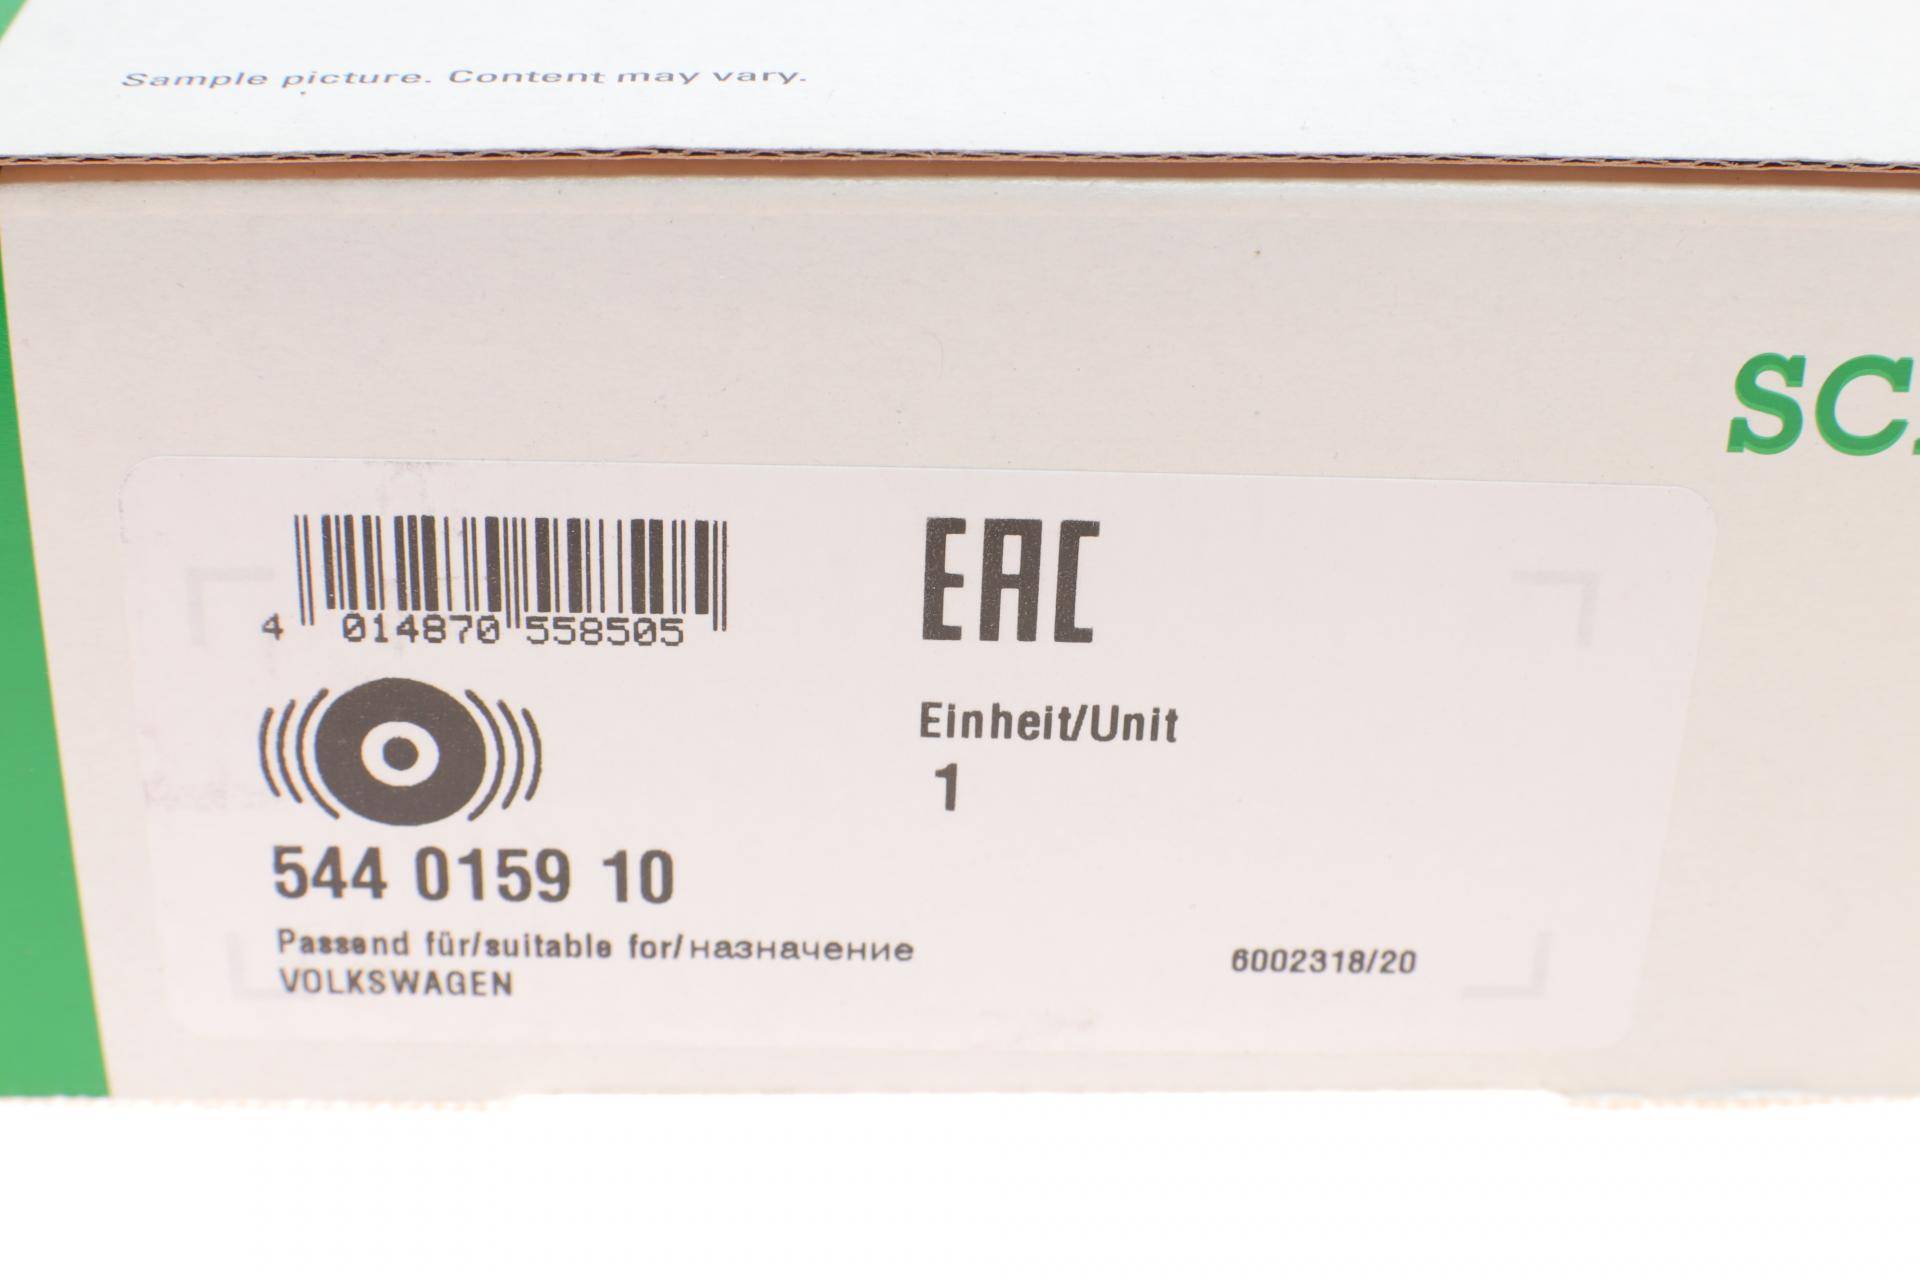 Sample picture. Content may vary.
SC
4 014870 558505
EAC
Einheit/Unit
1
544 0159 10
Passend für/suitable for/назначение
VOLKSWAGEN
6002318/20